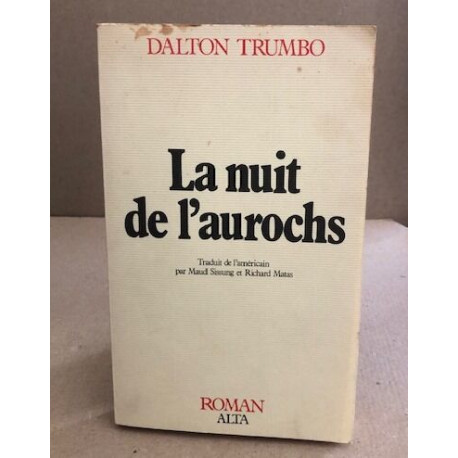 DALTON TRUMBO
La nuit
de l'aurochs
Traduit de l'américain
par Maud Sissung et Richard Matas
ROMAN
ALTA